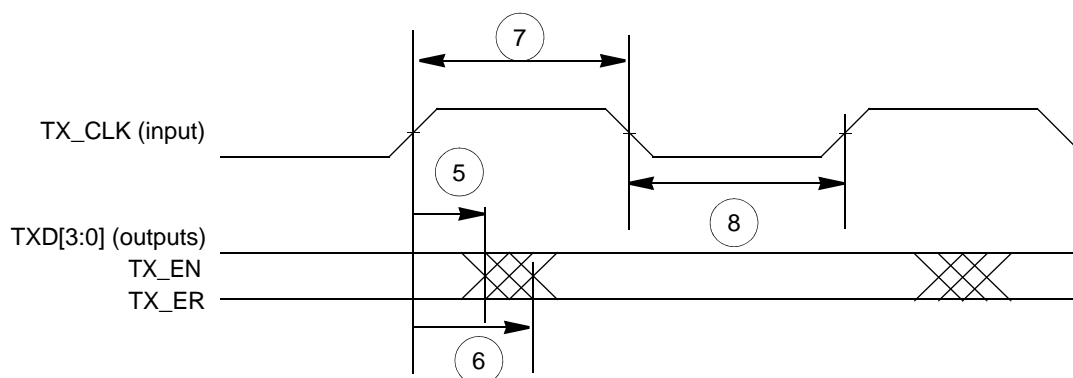 7
TX_CLK (input)
5
8
TXD[3:0] (outputs)
TX_EN
TX_ER
6